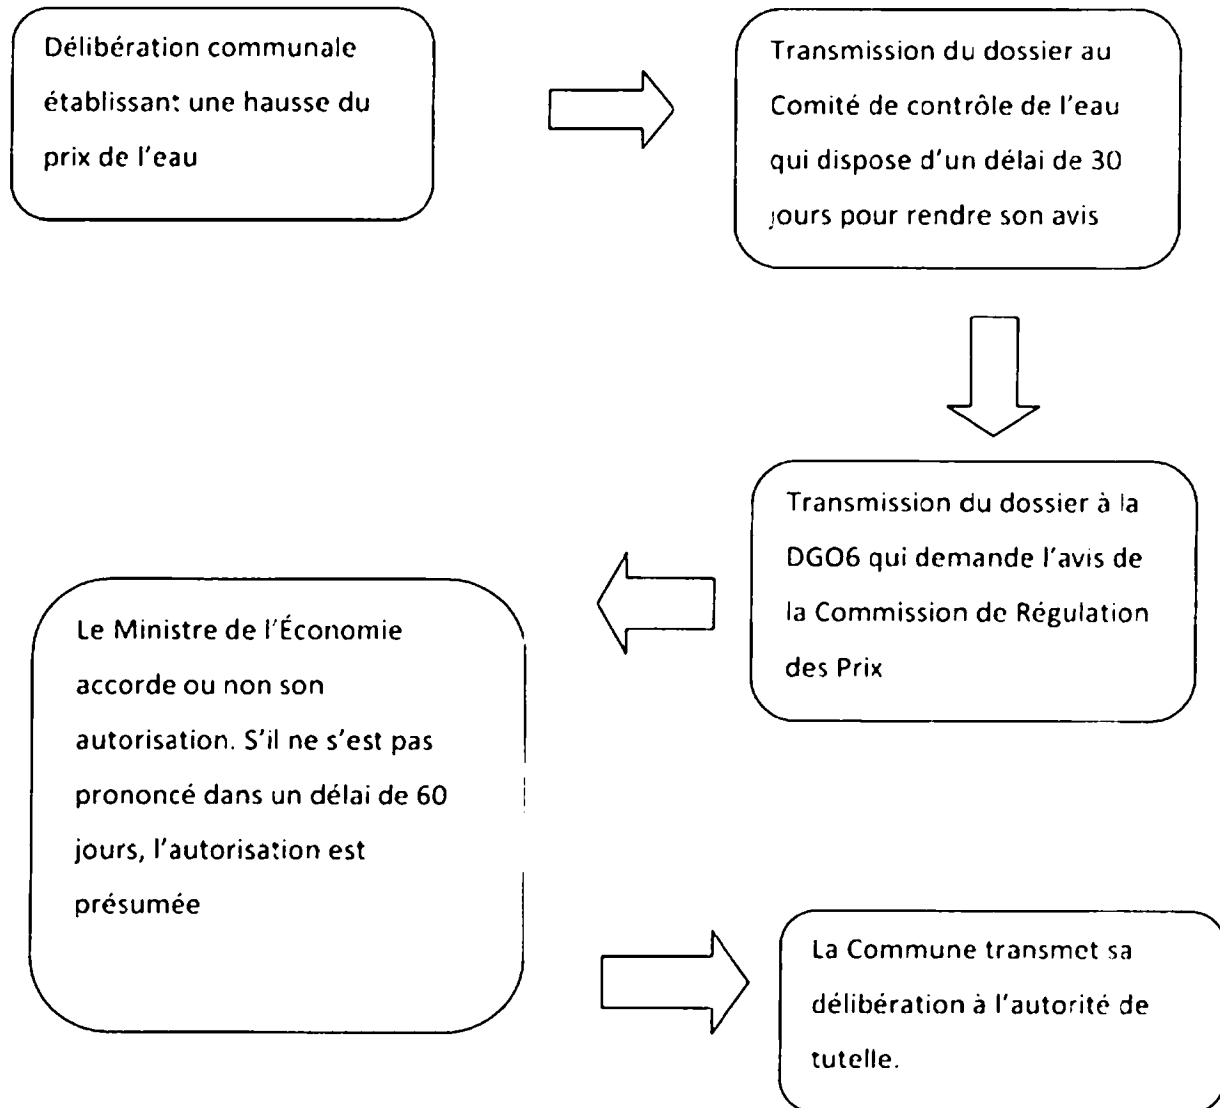 Délibération communale
établissant une hausse du
prix de l'eau
Transmission du dossier au
Comité de contrôle de l'eau
qui dispose d'un délai de 30
jours pour rendre son avis
Transmission du dossier à la
DGO6 qui demande l'avis de
la Commission de Régulation
des Prix
Le Ministre de l'Économie
accorde ou non son
autorisation. S'il ne s'est pas
prononcé dans un délai de 60
jours, l'autorisation est
présumée
La Commune transmet sa
délibération à l'autorité de
tutelle.